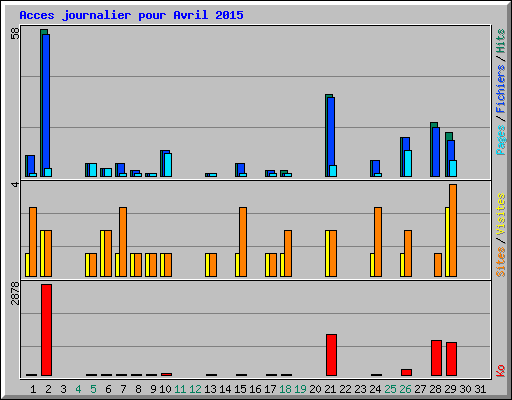 Acces journalier pour Avril 2015
58
Pages / Fichiers / Hits
4
Sites / Visites
2878
Ko
1 2 3 4 5 6 7 8 9 10 11 12 13 14 15 16 17 18 19 20 21 22 23 24 25 26 27 28 29 30 31